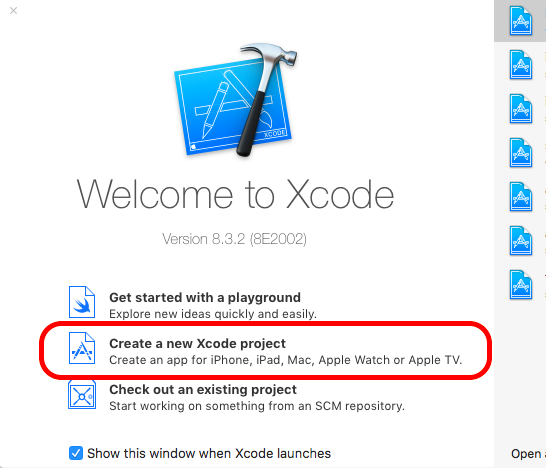 XCODE
Welcome to Xcode
Version 8.3.2 (8E2002)
Get started with a playground
Explore new ideas quickly and easily.
Create a new Xcode project
Create an app for iPhone, iPad, Mac, Apple Watch or Apple TV.
Check out an existing project
Start working on something from an SCM repository.
Show this window when Xcode launches
Open